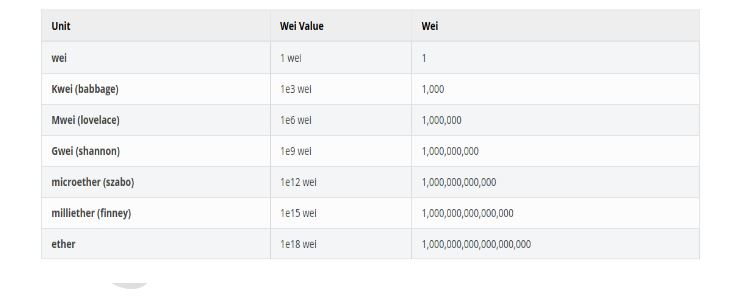 Unit Wei Value Wei
wei 1 wei 1
Kwei (babbage) 1e3 wei 1,000
Mwei (lovelace) 1e6 wei 1,000,000
Gwei (shannon) 1e9 wei 1,000,000,000
microether (szabo) 1e12 wei 1,000,000,000,000
milliether (finney) 1e15 wei 1,000,000,000,000,000
ether 1e18 wei 1,000,000,000,000,000,000